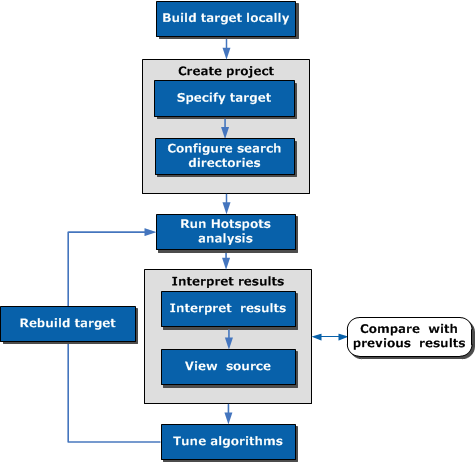 Build target locally
Create project
Specify target
Configure search
directories
Run Hotspots
analysis
Interpret results
Interpret results
Rebuild target
Compare with
previous results
View source
Tune algorithms